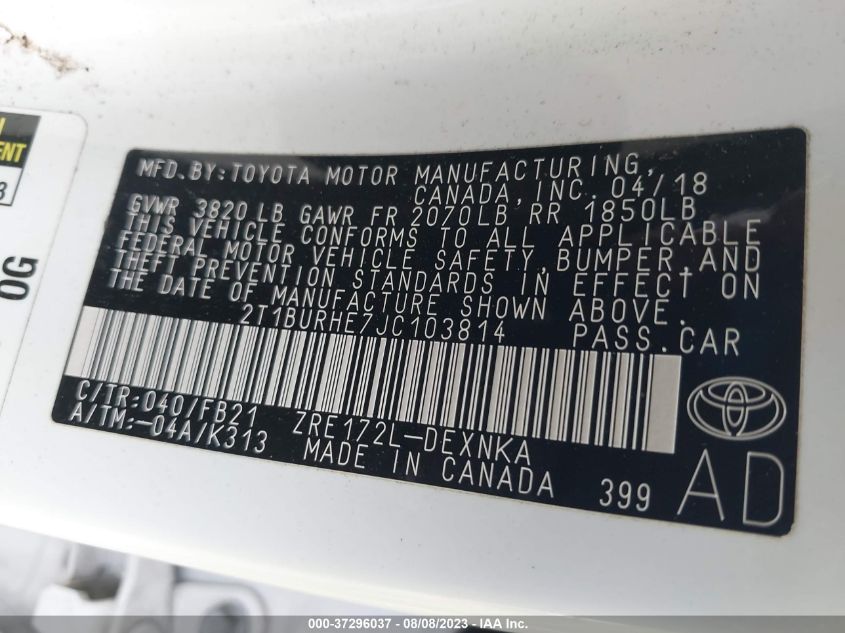 MFD. BY: TOYOTA MOTOR MANUFACTURING,
CANADA, INC. 04/18
GVWR 3820 LB GAWR FR 2070LB RR 1850LB
THIS VEHICLE CONFORMS TO ALL APPLICABLE
FEDERAL MOTOR VEHICLE SAFETY, BUMPER, AND
THEFT PREVENTION STANDARDS IN EFFECT ON
THE DATE OF MANUFACTURE SHOWN ABOVE.
2T1BURHE7JC103814 PASS. CAR
C/TR: 040/FB21 ZRE172L-DEXNKA
A/TM: -04A/K313 MADE IN CANADA 399 AD
OG
000-37296037 - 08/08/2023 - IAA Inc.